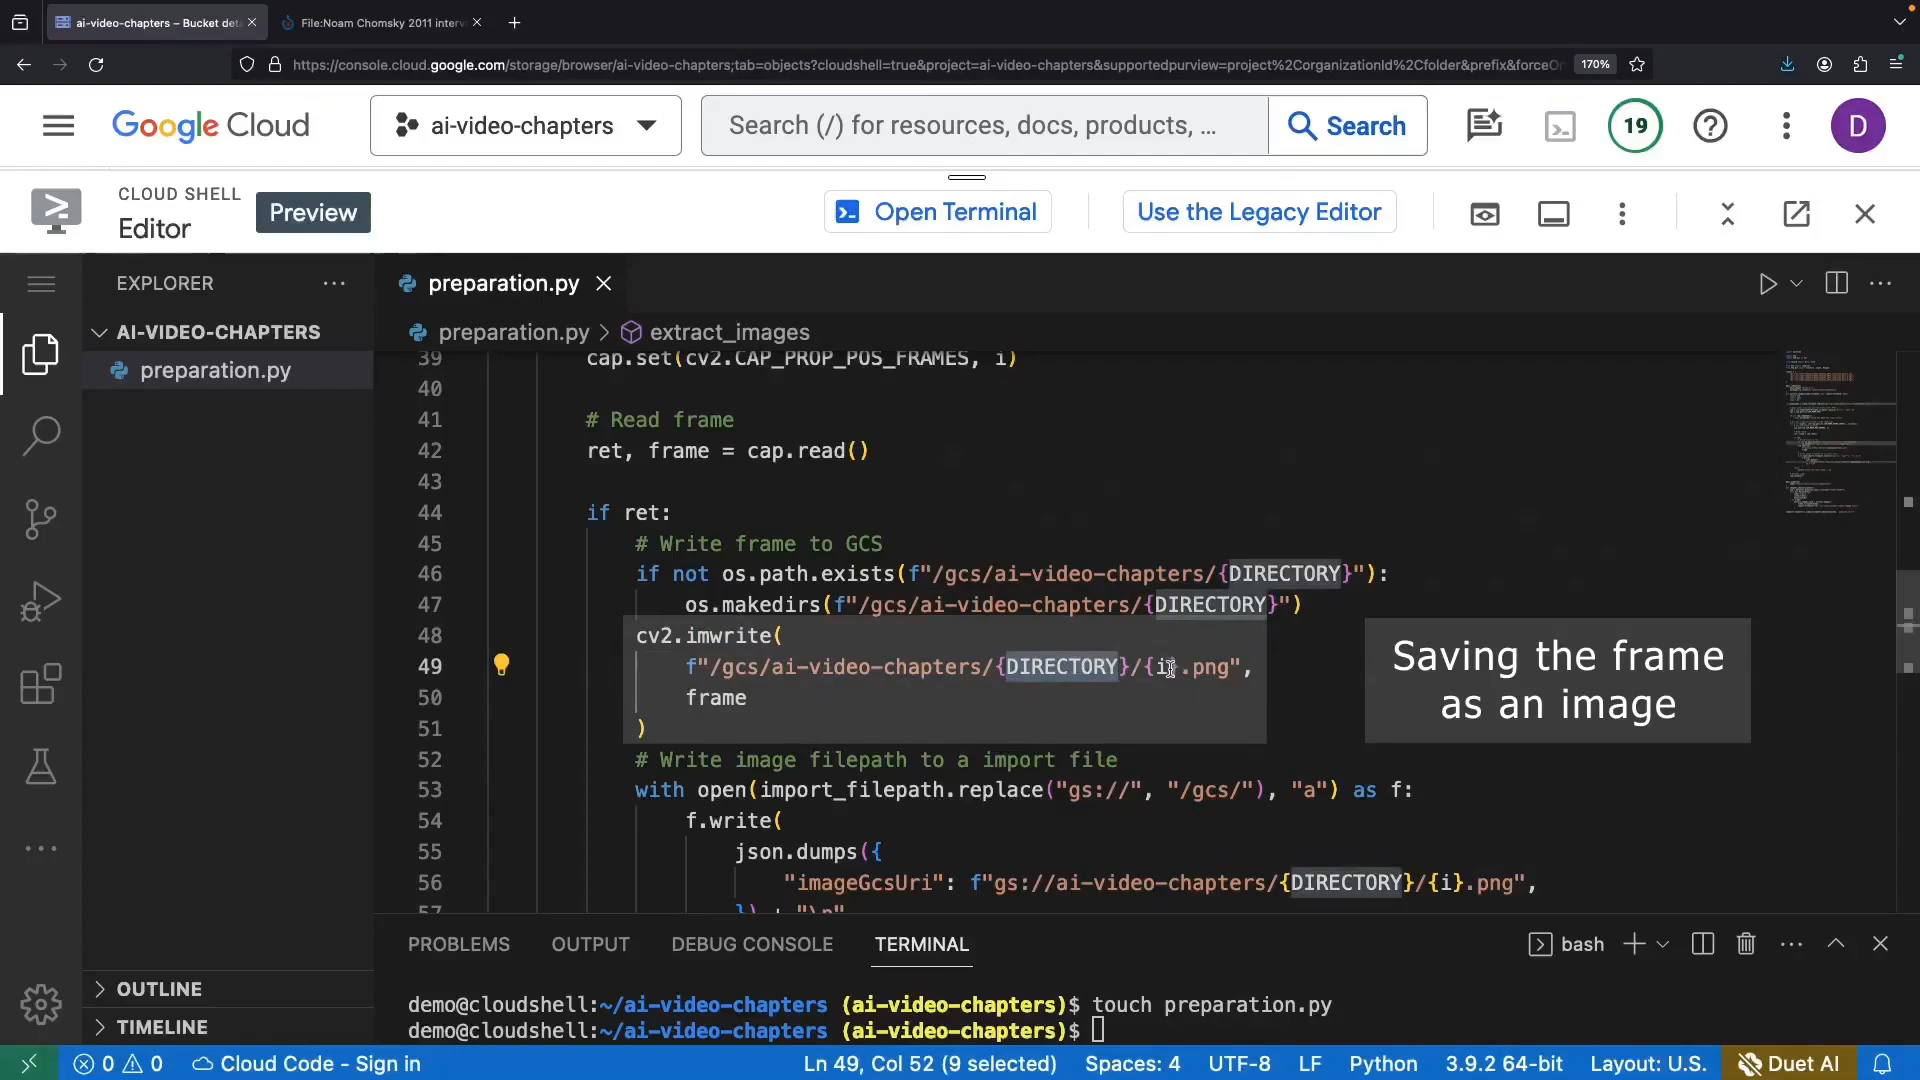 ai-video-chapters – Bucket det
File:Noam Chomsky 2011 interv
https://console.cloud.google.com/storage/browser/ai-video-chapters;tab=objects?cloudshell=true&project=ai-video-chapters&supportedpurview=project%2CorganizationId%2Cfolder&prefix&forceOn
170%
Google Cloud
ai-video-chapters
Search (/) for resources, docs, products, ...
Search
19
D
CLOUD SHELL
Editor
Preview
Open Terminal
Use the Legacy Editor
EXPLORER
AI-VIDEO-CHAPTERS
preparation.py
OUTLINE
TIMELINE
preparation.py
preparation.py > extract_images
39 cap.set(cv2.CAP_PROP_POS_FRAMES, i)
40
41 # Read frame
42 ret, frame = cap.read()
43
44 if ret:
45 # Write frame to GCS
46 if not os.path.exists(f"/gcs/ai-video-chapters/{DIRECTORY}"):
47 os.makedirs(f"/gcs/ai-video-chapters/{DIRECTORY}")
48 cv2.imwrite(
49 f"/gcs/ai-video-chapters/{DIRECTORY}/{i}.png",
50 frame
51 )
52 # Write image filepath to a import file
53 with open(import_filepath.replace("gs://", "/gcs/"), "a") as f:
54 f.write(
55 json.dumps({
56 "imageGcsUri": f"gs://ai-video-chapters/{DIRECTORY}/{i}.png",
57 }) + "\n"
Saving the frame
as an image
PROBLEMS OUTPUT DEBUG CONSOLE TERMINAL
bash
demo@cloudshell:~/ai-video-chapters (ai-video-chapters)$ touch preparation.py
demo@cloudshell:~/ai-video-chapters (ai-video-chapters)$
0 0 Cloud Code - Sign in
Ln 49, Col 52 (9 selected) Spaces: 4 UTF-8 LF Python 3.9.2 64-bit Layout: U.S. Duet AI